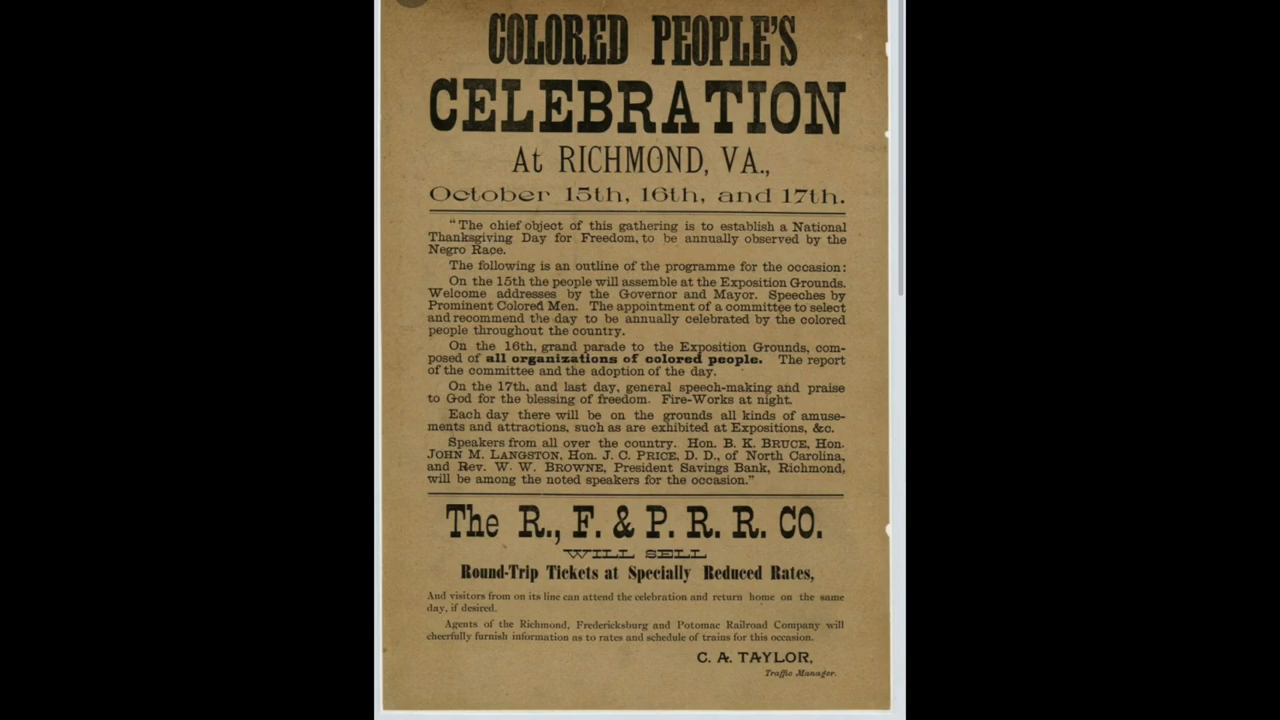 COLORED PEOPLE'S
CELEBRATION
At RICHMOND, VA.,
October 15th, 16th, and 17th.
"The chief object of this gathering is to establish a National
Thanksgiving Day for Freedom, to be annually observed by the
Negro Race.
The following is an outline of the programme for the occasion:
On the 15th the people will assemble at the Exposition Grounds.
Welcome addresses by the Governor and Mayor. Speeches by
Prominent Colored Men. The appointment of a committee to select
and recommend the day to be annually celebrated by the colored
people throughout the country.
On the 16th, grand parade to the Exposition Grounds, com-
posed of all organizations of colored people. The report
of the committee and the adoption of the day.
On the 17th, and last day, general speech-making and praise
to God for the blessing of freedom. Fire-Works at night.
Each day there will be on the grounds all kinds of amuse-
ments and attractions, such as are exhibited at Expositions, &c.
Speakers from all over the country. Hon. B. K. BRUCE, Hon.
JOHN M. LANGSTON, Hon. J. C. PRICE, D. D., of North Carolina,
and Rev. W. W. BROWNE, President Savings Bank, Richmond,
will be among the noted speakers for the occasion."
The R., F. & P. R. R. CO.
WILL SELL
Round-Trip Tickets at Specially Reduced Rates,
And visitors from on its line can attend the celebration and return home on the same
day, if desired.
Agents of the Richmond, Fredericksburg and Potomac Railroad Company will
cheerfully furnish information as to rates and schedule of trains for this occasion.
C. A. TAYLOR,
Traffic Manager.